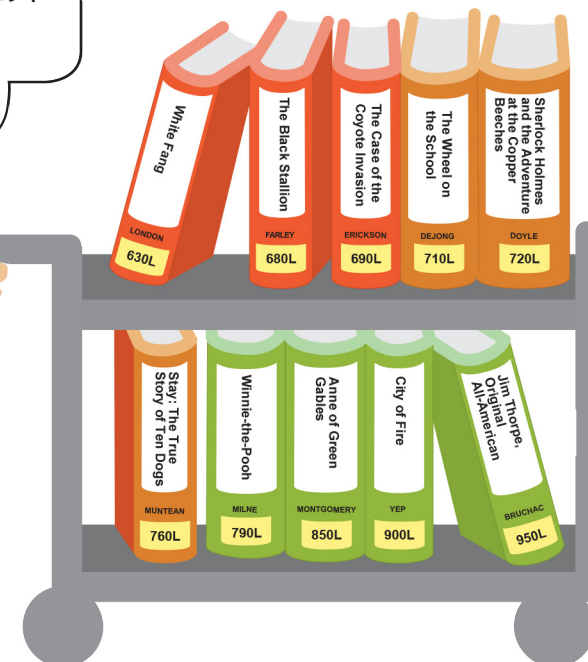 White Fang
LONDON
630L
The Black Stallion
FARLEY
680L
The Case of the
Coyote Invasion
ERICKSON
690L
The Wheel on
the School
DEJONG
710L
Sherlock Holmes
and the Adventure
at the Copper
Beeches
DOYLE
720L
Stay: The True
Story of Ten Dogs
MUNTEAN
760L
Winnie-the-Pooh
MILNE
790L
Anne of Green
Gables
MONTGOMERY
850L
City of Fire
YEP
900L
Jim Thorpe,
Original
All-American
BRUCHAC
950L